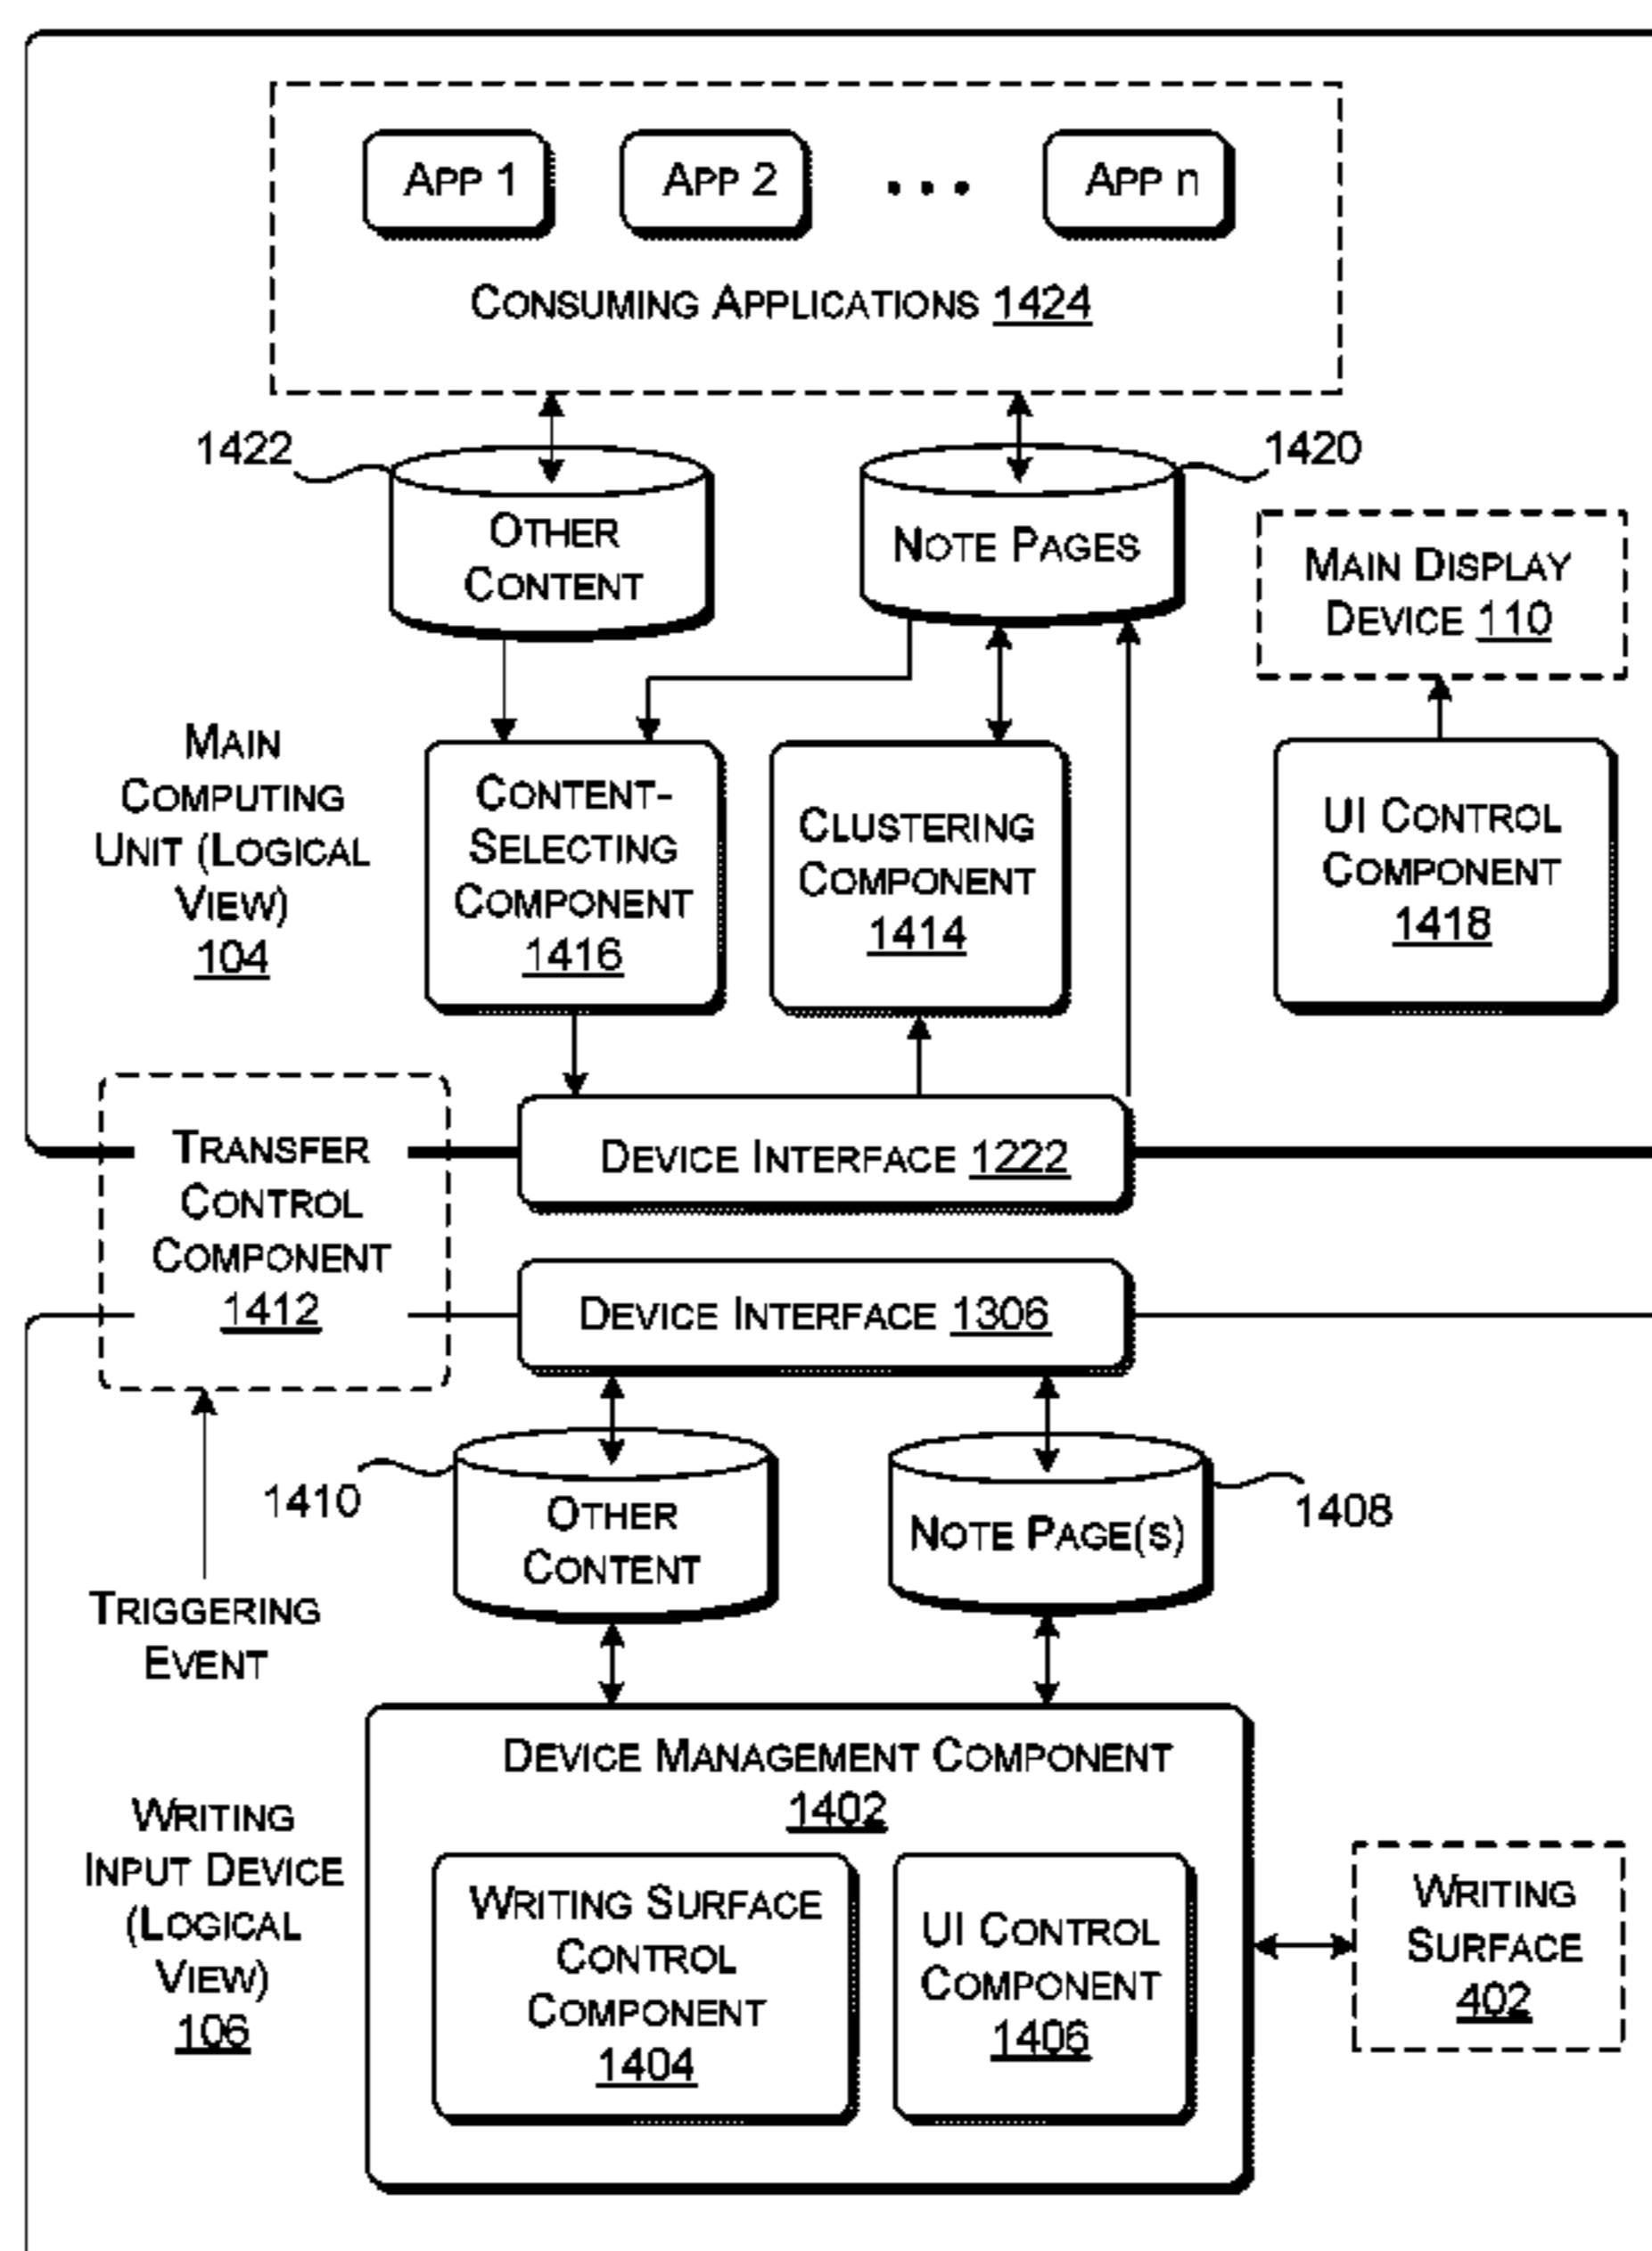 APP 1
APP 2
...
APP n
CONSUMING APPLICATIONS 1424
1422
1420
OTHER
CONTENT
NOTE PAGES
MAIN DISPLAY
DEVICE 110
MAIN
COMPUTING
UNIT (LOGICAL
VIEW)
104
CONTENT-
SELECTING
COMPONENT
1416
CLUSTERING
COMPONENT
1414
UI CONTROL
COMPONENT
1418
TRANSFER
CONTROL
COMPONENT
1412
DEVICE INTERFACE 1222
DEVICE INTERFACE 1306
1410
OTHER
CONTENT
NOTE PAGE(S)
1408
TRIGGERING
EVENT
DEVICE MANAGEMENT COMPONENT
1402
WRITING
INPUT DEVICE
(LOGICAL
VIEW)
106
WRITING SURFACE
CONTROL
COMPONENT
1404
UI CONTROL
COMPONENT
1406
WRITING
SURFACE
402